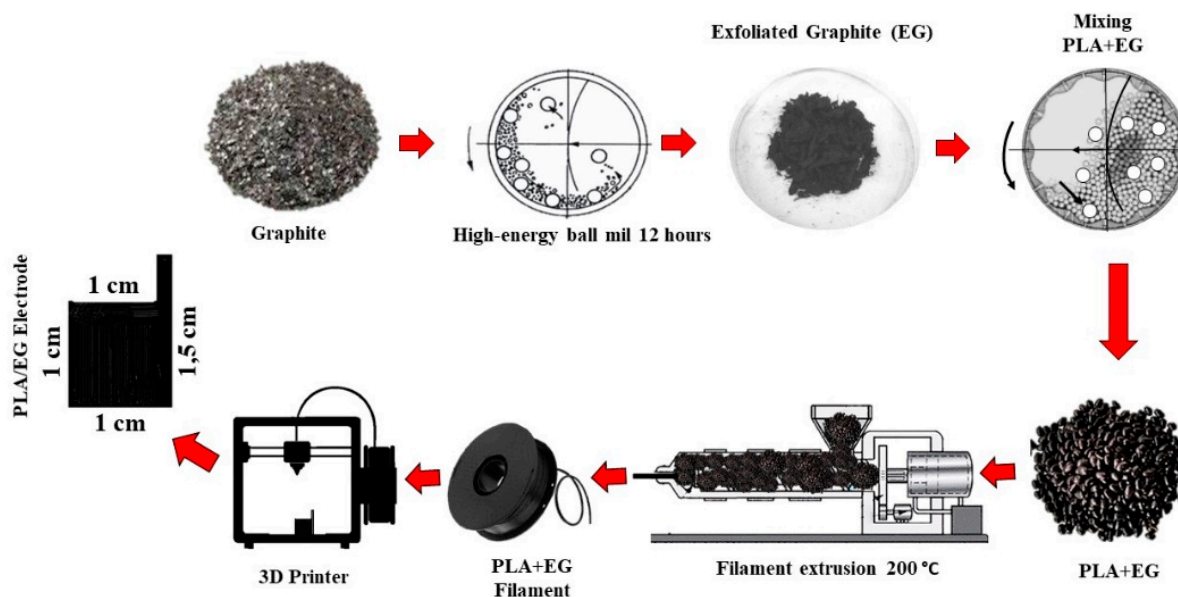 Graphite
High-energy ball mil 12 hours
Exfoliated Graphite (EG)
Mixing
PLA+EG
PLA+EG
Filament extrusion 200 °C
PLA+EG
Filament
3D Printer
PLA/EG Electrode
1 cm
1 cm
1,5 cm
1 cm